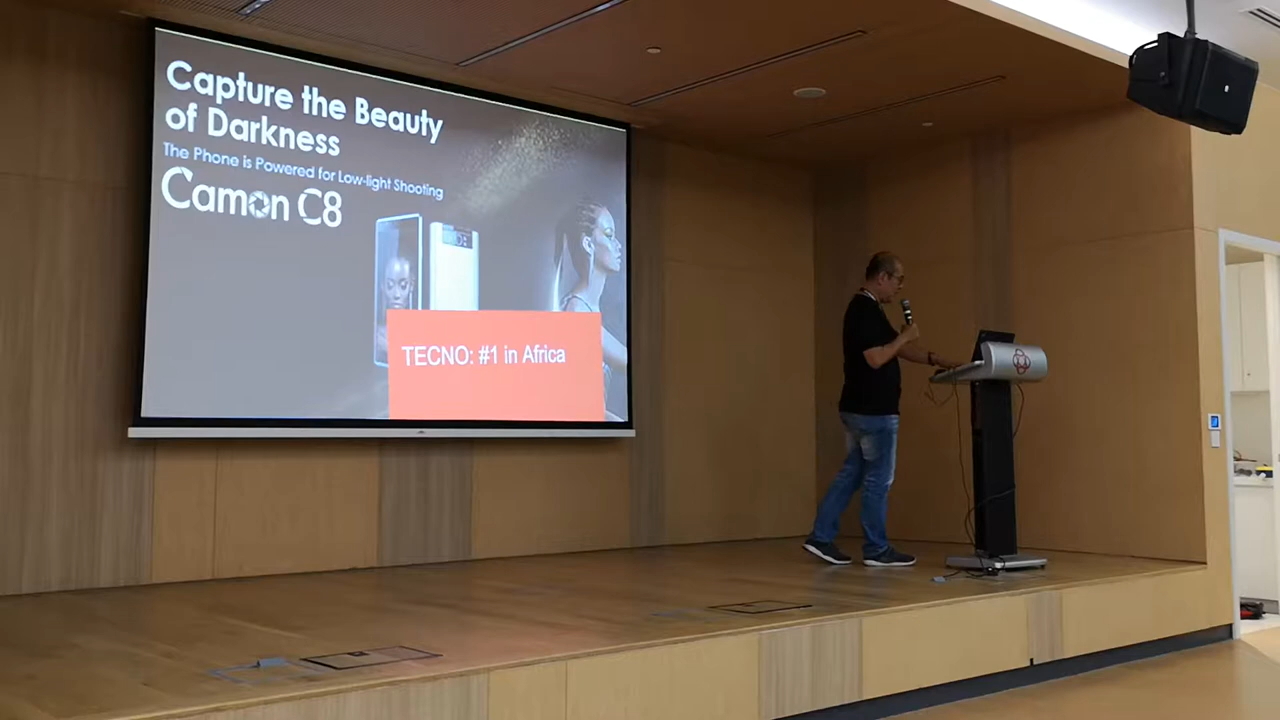 Capture the Beauty
of Darkness
The Phone is Powered for Low-light Shooting
Camon C8
TECNO: #1 in Africa